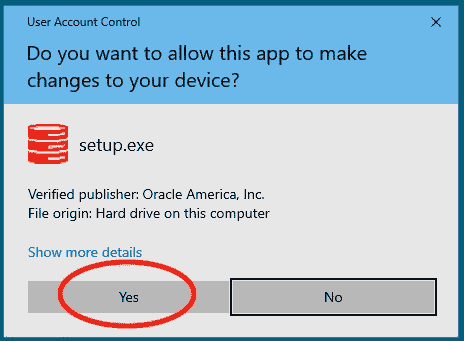 User Account Control
Do you want to allow this app to make
changes to your device?
setup.exe
Verified publisher: Oracle America, Inc.
File origin: Hard drive on this computer
Show more details
Yes
No